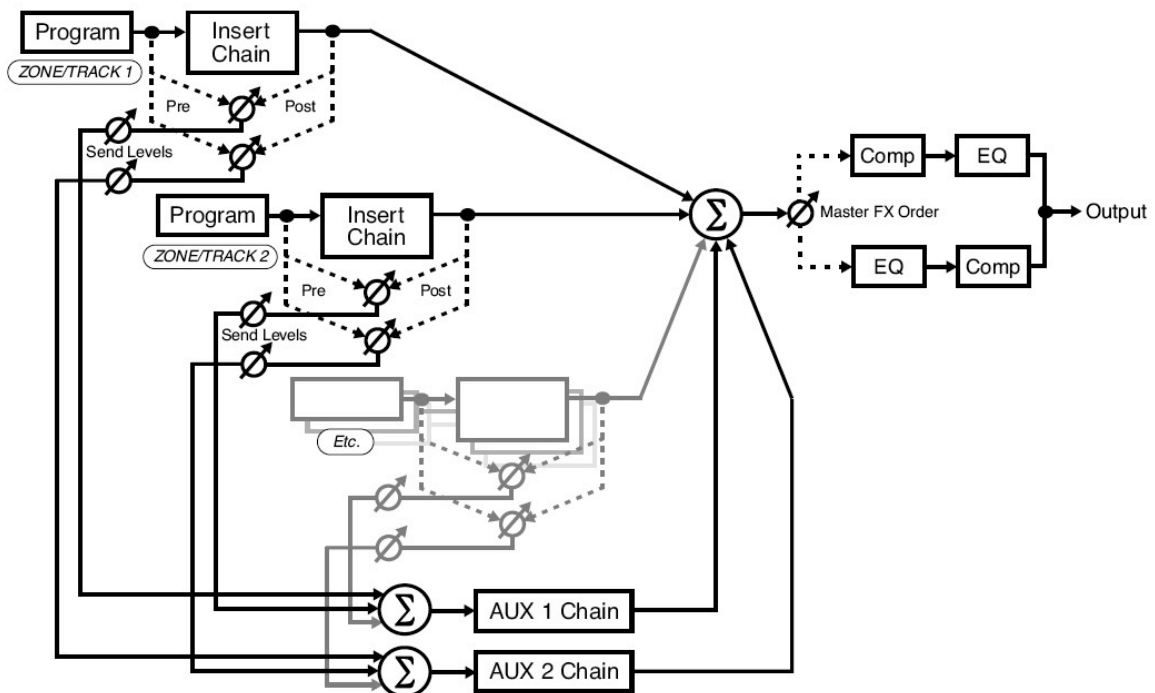 Program
Insert
Chain
ZONE/TRACK 1
Pre
Post
Send Levels
Program
Insert
Chain
ZONE/TRACK 2
Pre
Post
Send Levels
Etc.
Σ
Comp
EQ
Master FX Order
Output
EQ
Comp
Σ
AUX 1 Chain
Σ
AUX 2 Chain